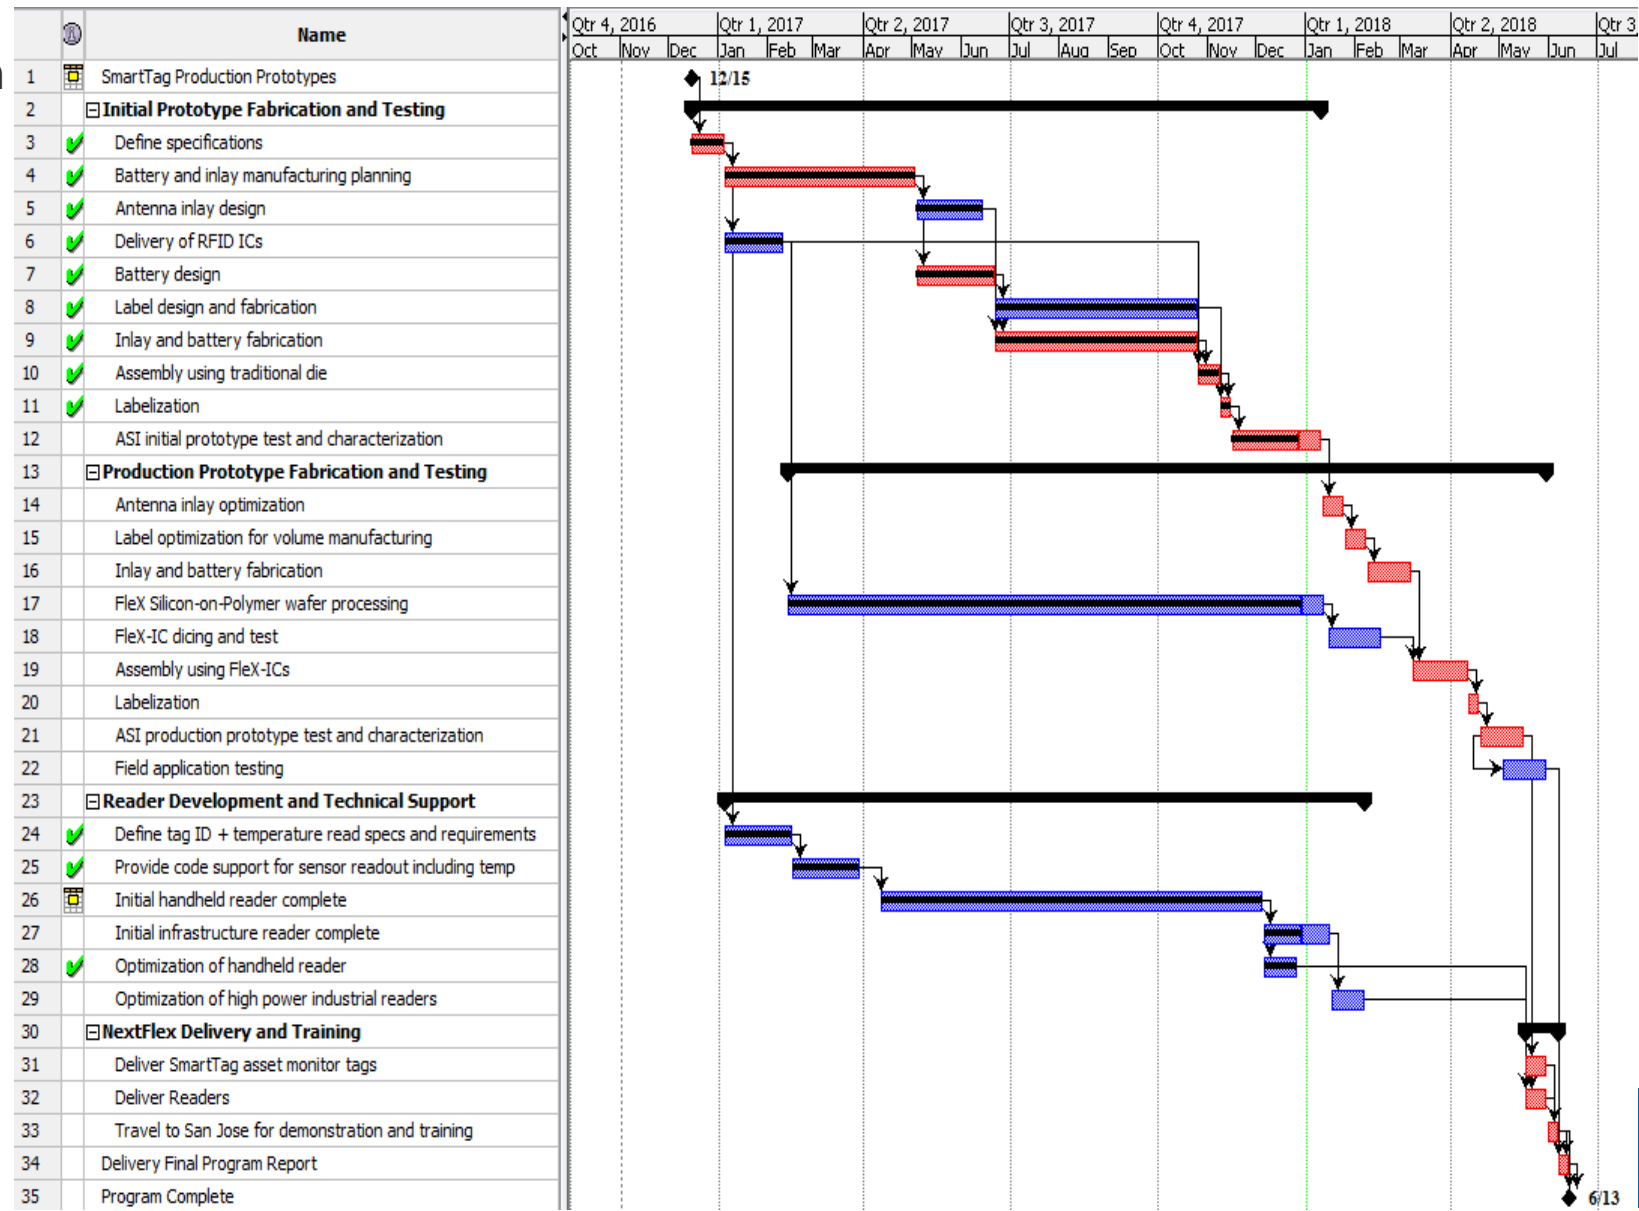 Name
Qtr 4, 2016 Qtr 1, 2017 Qtr 2, 2017 Qtr 3, 2017 Qtr 4, 2017 Qtr 1, 2018 Qtr 2, 2018 Qtr 3
Oct Nov Dec Jan Feb Mar Apr May Jun Jul Aug Sep Oct Nov Dec Jan Feb Mar Apr May Jun Jul
1 SmartTag Production Prototypes 12/15
2 Initial Prototype Fabrication and Testing
3 Define specifications
4 Battery and inlay manufacturing planning
5 Antenna inlay design
6 Delivery of RFID ICs
7 Battery design
8 Label design and fabrication
9 Inlay and battery fabrication
10 Assembly using traditional die
11 Labelization
12 ASI initial prototype test and characterization
13 Production Prototype Fabrication and Testing
14 Antenna inlay optimization
15 Label optimization for volume manufacturing
16 Inlay and battery fabrication
17 FleX Silicon-on-Polymer wafer processing
18 FleX-IC dicing and test
19 Assembly using FleX-ICs
20 Labelization
21 ASI production prototype test and characterization
22 Field application testing
23 Reader Development and Technical Support
24 Define tag ID + temperature read specs and requirements
25 Provide code support for sensor readout including temp
26 Initial handheld reader complete
27 Initial infrastructure reader complete
28 Optimization of handheld reader
29 Optimization of high power industrial readers
30 NextFlex Delivery and Training
31 Deliver SmartTag asset monitor tags
32 Deliver Readers
33 Travel to San Jose for demonstration and training
34 Delivery Final Program Report
35 Program Complete 6/13